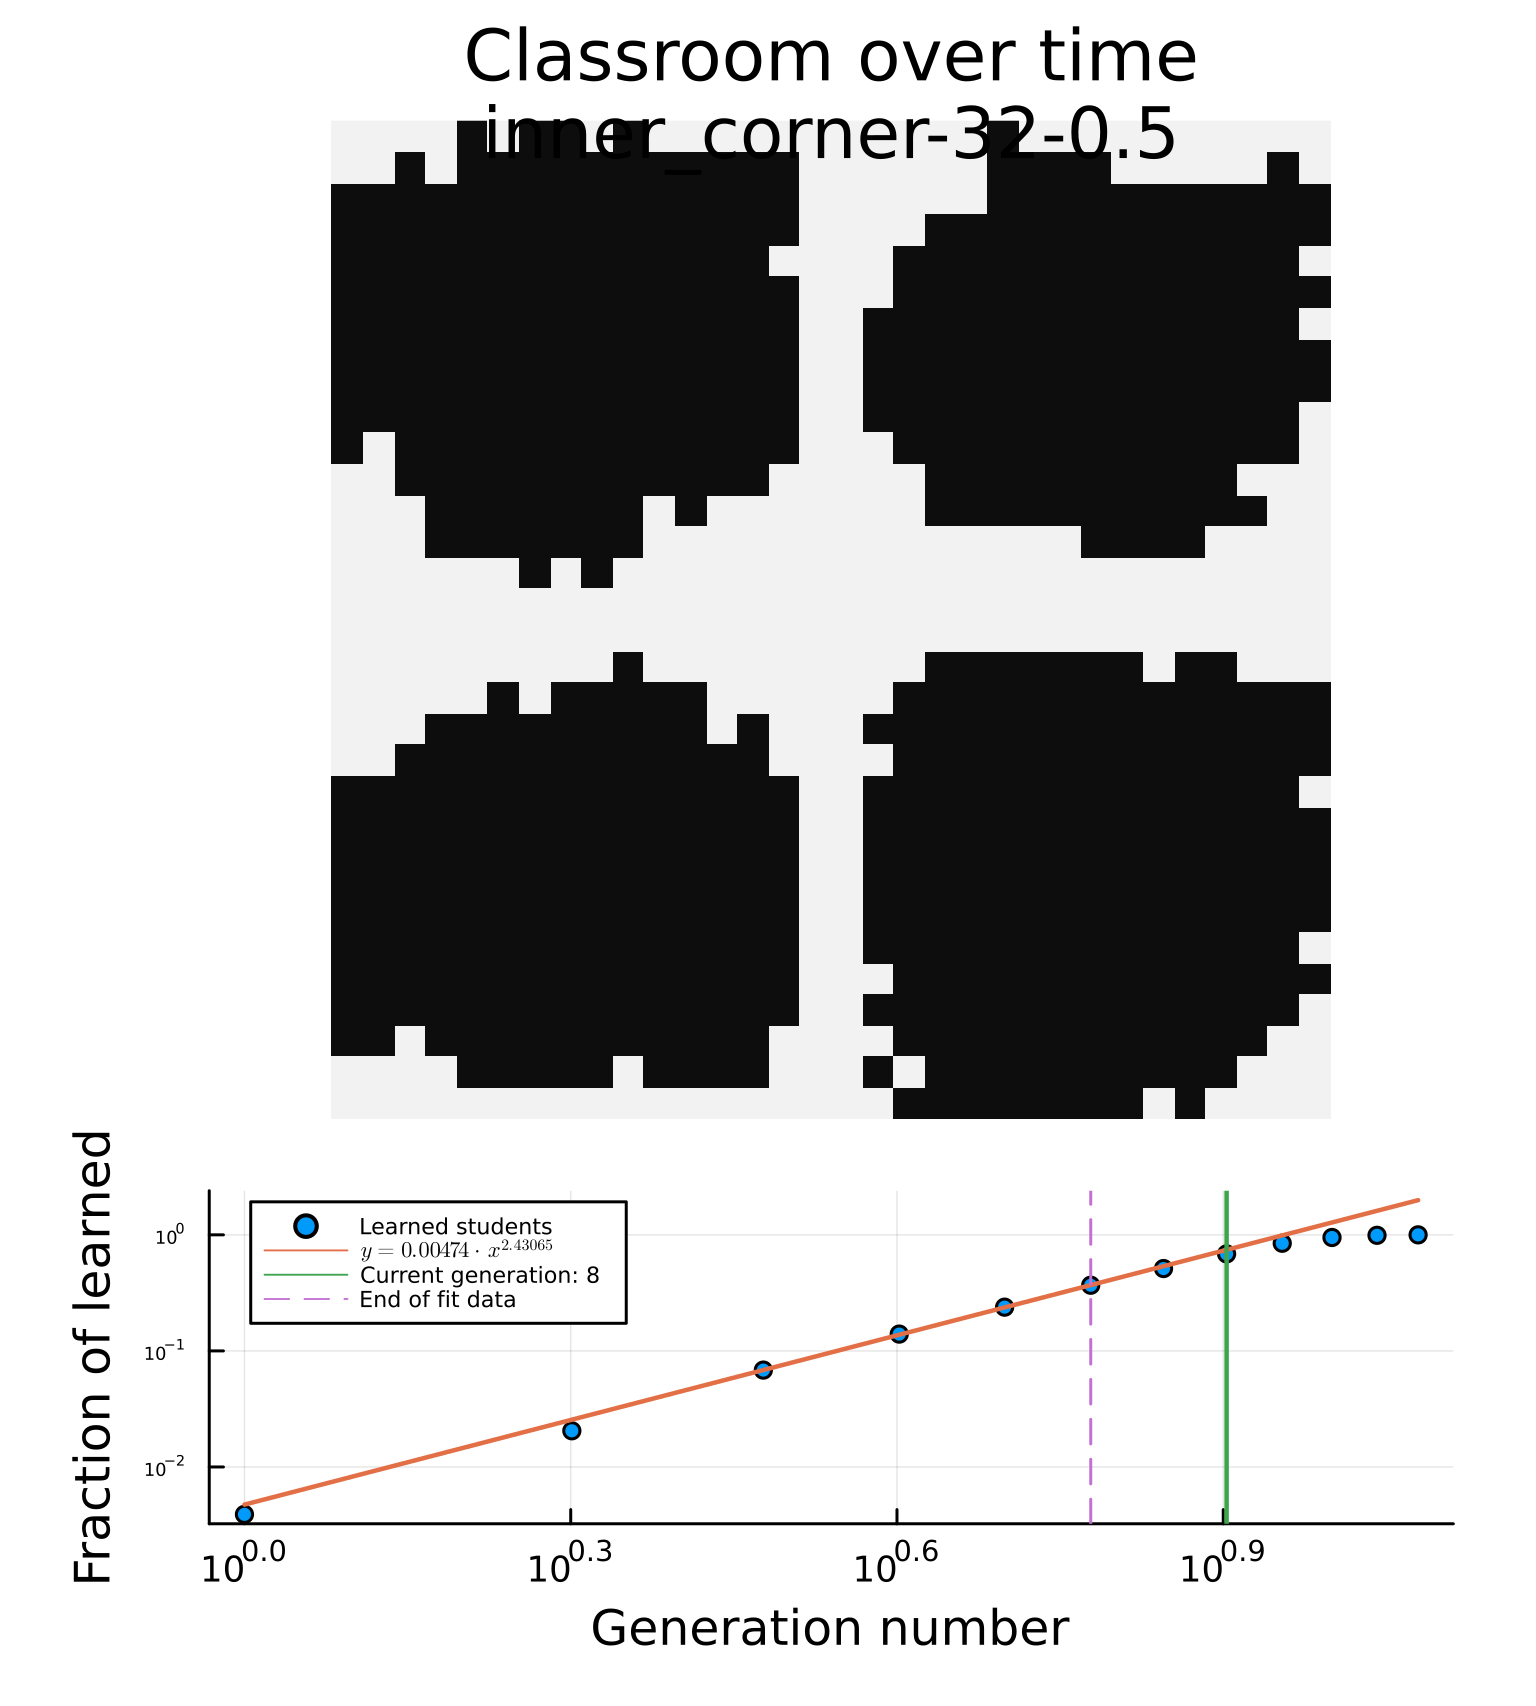 Classroom over time
inner_corner-32-0.5
Fraction of learned
10^0
10^−1
10^−2
Learned students
y = 0.00474 · x^2.43065
Current generation: 8
End of fit data
10^0.0 10^0.3 10^0.6 10^0.9
Generation number